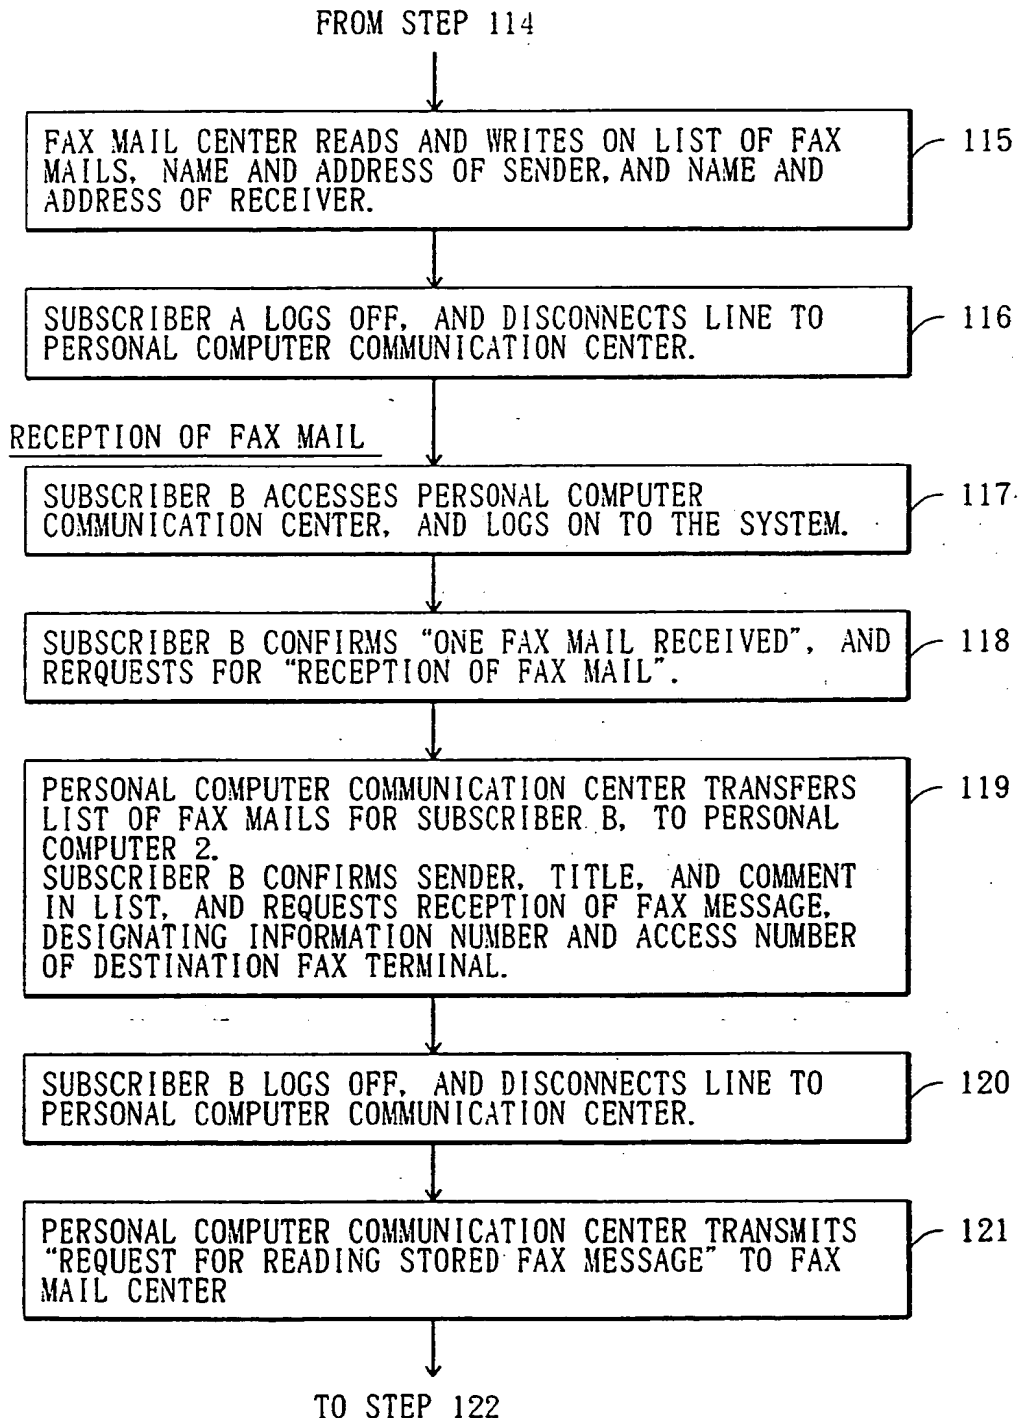 FROM STEP 114
FAX MAIL CENTER READS AND WRITES ON LIST OF FAX
MAILS, NAME AND ADDRESS OF SENDER, AND NAME AND
ADDRESS OF RECEIVER.
115
SUBSCRIBER A LOGS OFF, AND DISCONNECTS LINE TO
PERSONAL COMPUTER COMMUNICATION CENTER.
116
RECEPTION OF FAX MAIL
SUBSCRIBER B ACCESSES PERSONAL COMPUTER
COMMUNICATION CENTER, AND LOGS ON TO THE SYSTEM.
117
SUBSCRIBER B CONFIRMS "ONE FAX MAIL RECEIVED", AND
RERQUESTS FOR "RECEPTION OF FAX MAIL".
118
PERSONAL COMPUTER COMMUNICATION CENTER TRANSFERS
LIST OF FAX MAILS FOR SUBSCRIBER B, TO PERSONAL
COMPUTER 2.
SUBSCRIBER B CONFIRMS SENDER, TITLE, AND COMMENT
IN LIST, AND REQUESTS RECEPTION OF FAX MESSAGE,
DESIGNATING INFORMATION NUMBER AND ACCESS NUMBER
OF DESTINATION FAX TERMINAL.
119
SUBSCRIBER B LOGS OFF, AND DISCONNECTS LINE TO
PERSONAL COMPUTER COMMUNICATION CENTER.
120
PERSONAL COMPUTER COMMUNICATION CENTER TRANSMITS
"REQUEST FOR READING STORED FAX MESSAGE" TO FAX
MAIL CENTER
121
TO STEP 122